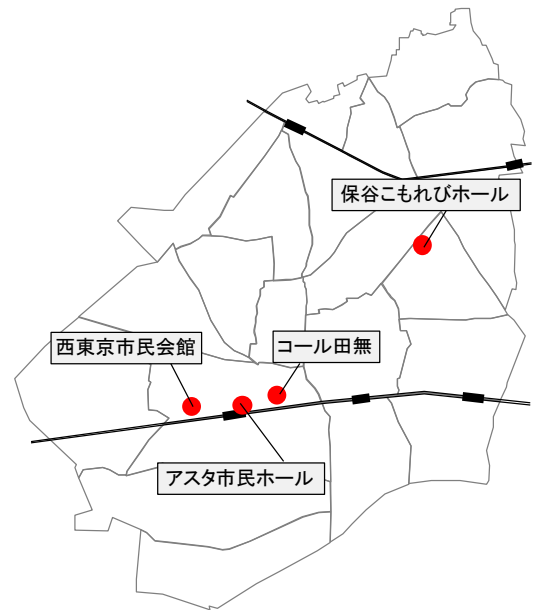 保谷こもれびホール
西東京市民会館
コール田無
アスタ市民ホール